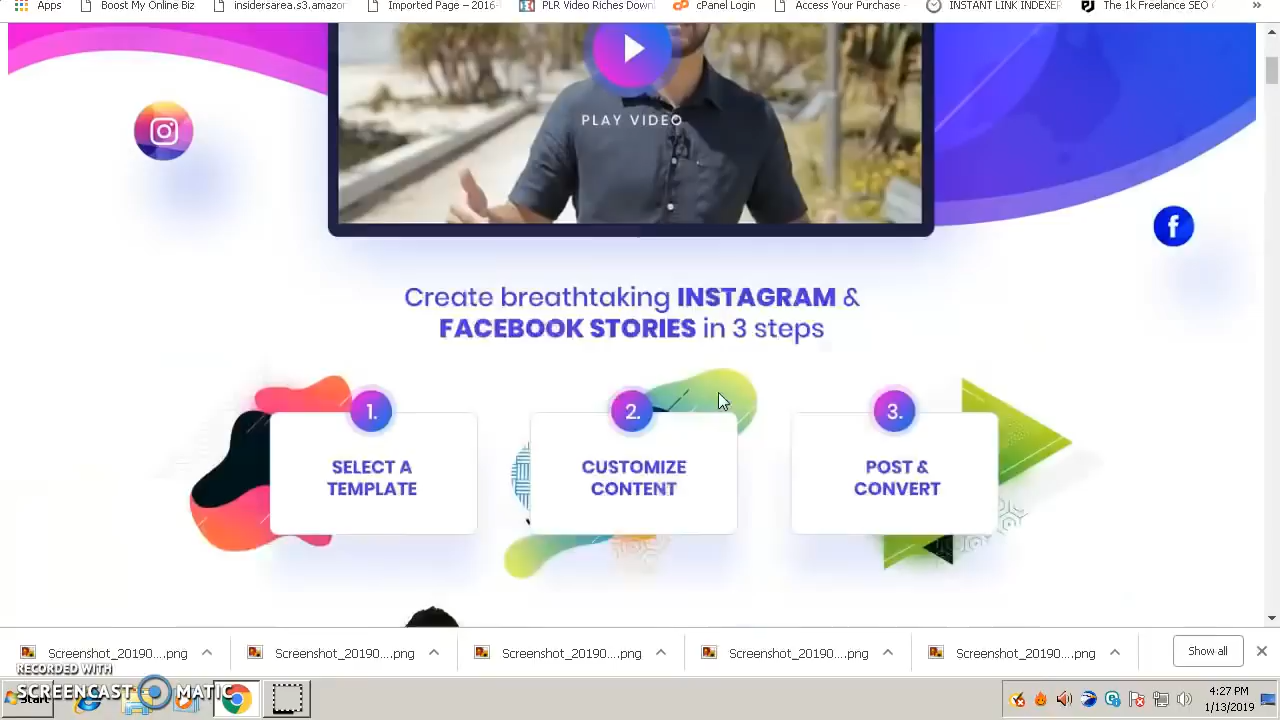 Apps Boost My Online Bi insidersarea.s3.amazor Imported Page – 2016- PLR Video Riches Down cPanel Login Access Your Purchase - INSTANT LINK INDEXER The 1k Freelance SEO C »
PLAY VIDEO
f
Create breathtaking INSTAGRAM &
FACEBOOK STORIES in 3 steps
1.
SELECT A
TEMPLATE
2.
CUSTOMIZE
CONTENT
3.
POST &
CONVERT
Screenshot_20190....png Screenshot_20190....png Screenshot_20190....png Screenshot_20190....png Screenshot_20190....png Show all
RECORDED WITH
SCREENCAST MATIC
Start
4:27 PM
1/13/2019